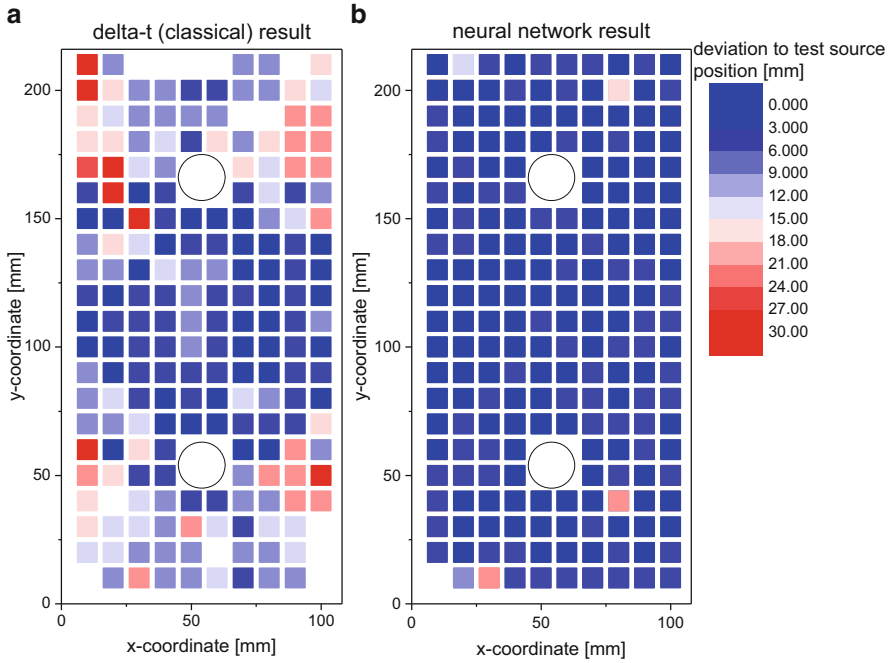 a
delta-t (classical) result
b
neural network result
deviation to test source
position [mm]
0.000
3.000
6.000
9.000
12.00
15.00
18.00
21.00
24.00
27.00
30.00
y-coordinate [mm]
200
150
100
50
0
0
50
100
x-coordinate [mm]
y-coordinate [mm]
200
150
100
50
0
0
50
100
x-coordinate [mm]